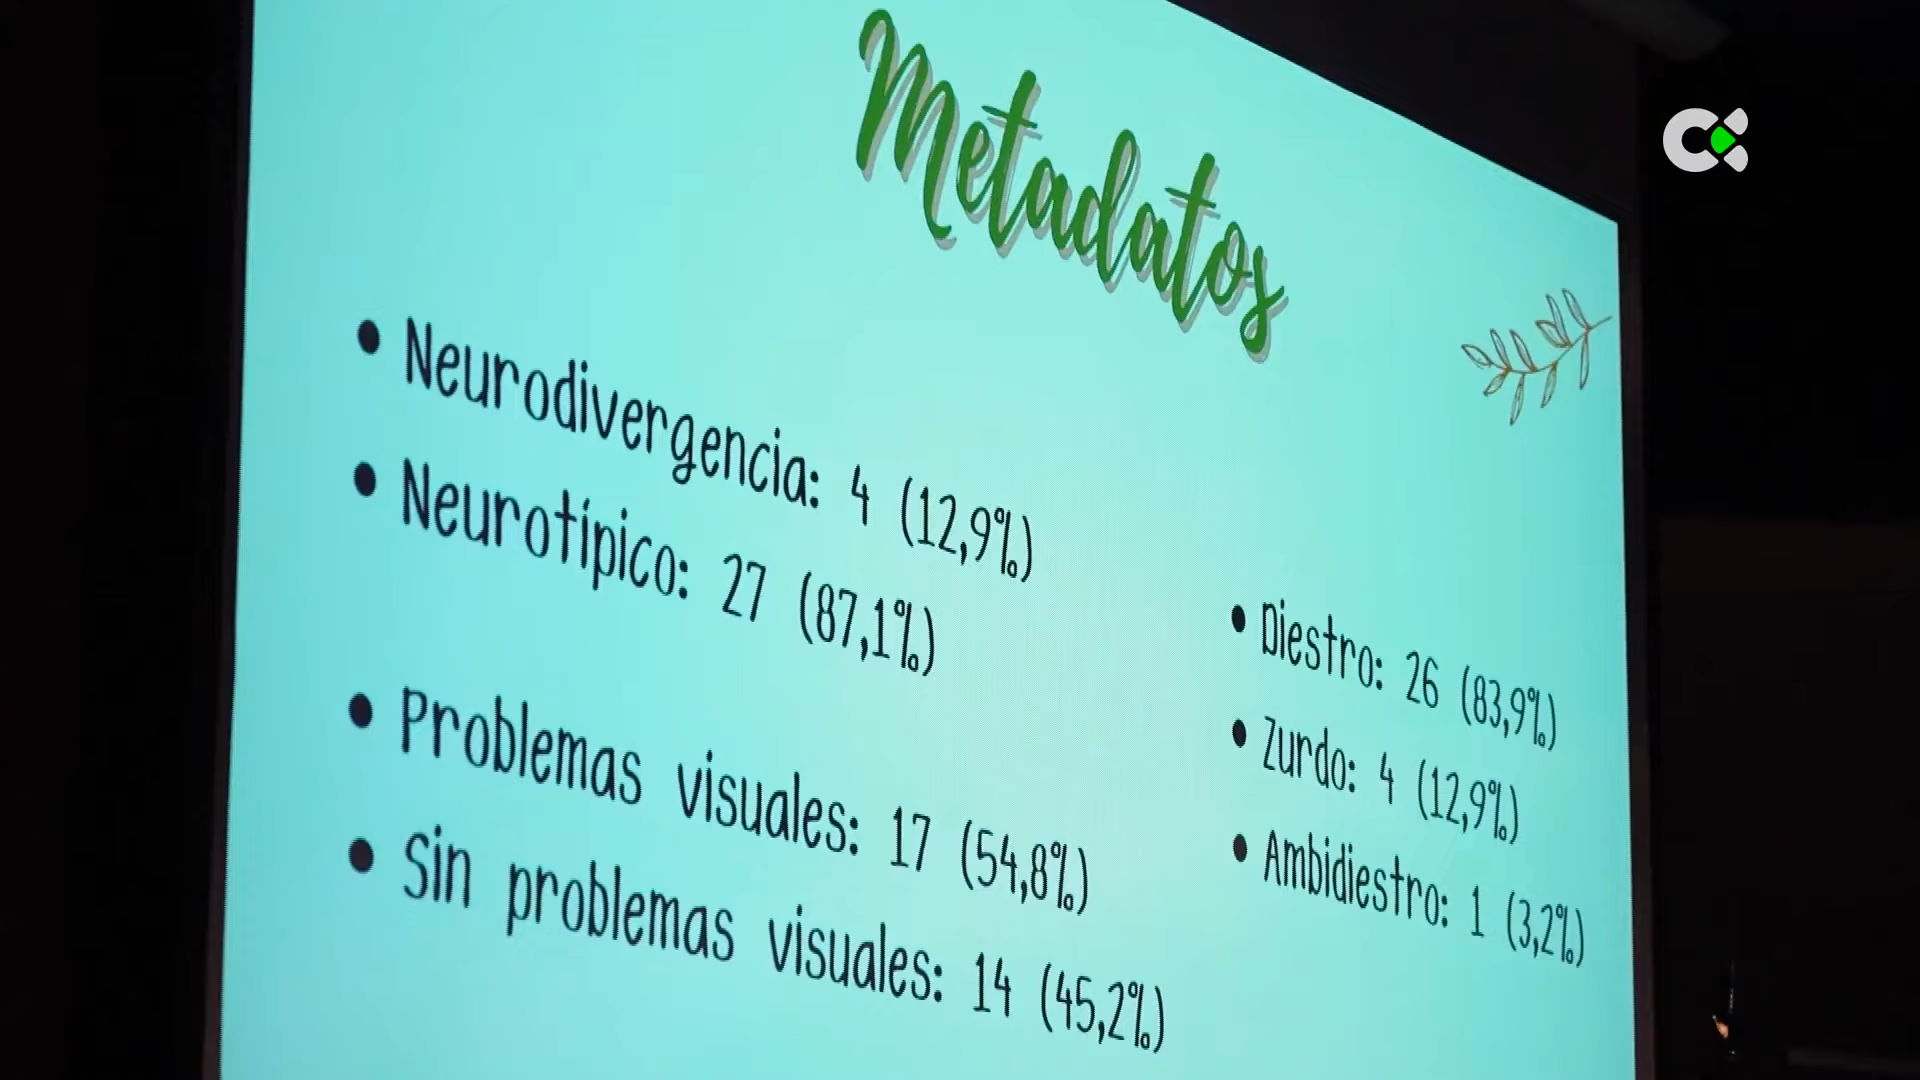 Metadatos
• Neurodivergencia: 4 (12,9%)
• Neurotípico: 27 (87,1%)
• Problemas visuales: 17 (54,8%)
• Sin problemas visuales: 14 (45,2%)
• Diestro: 26 (83,9%)
• Zurdo: 4 (12,9%)
• Ambidiestro: 1 (3,2%)